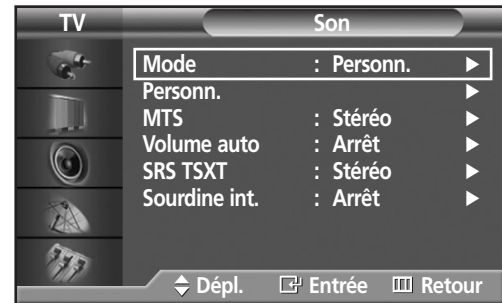 TV Son
Mode : Personn.
Personn.
MTS : Stéréo
Volume auto : Arrêt
SRS TSXT : Stéréo
Sourdine int. : Arrêt
Dépl. Entrée Retour